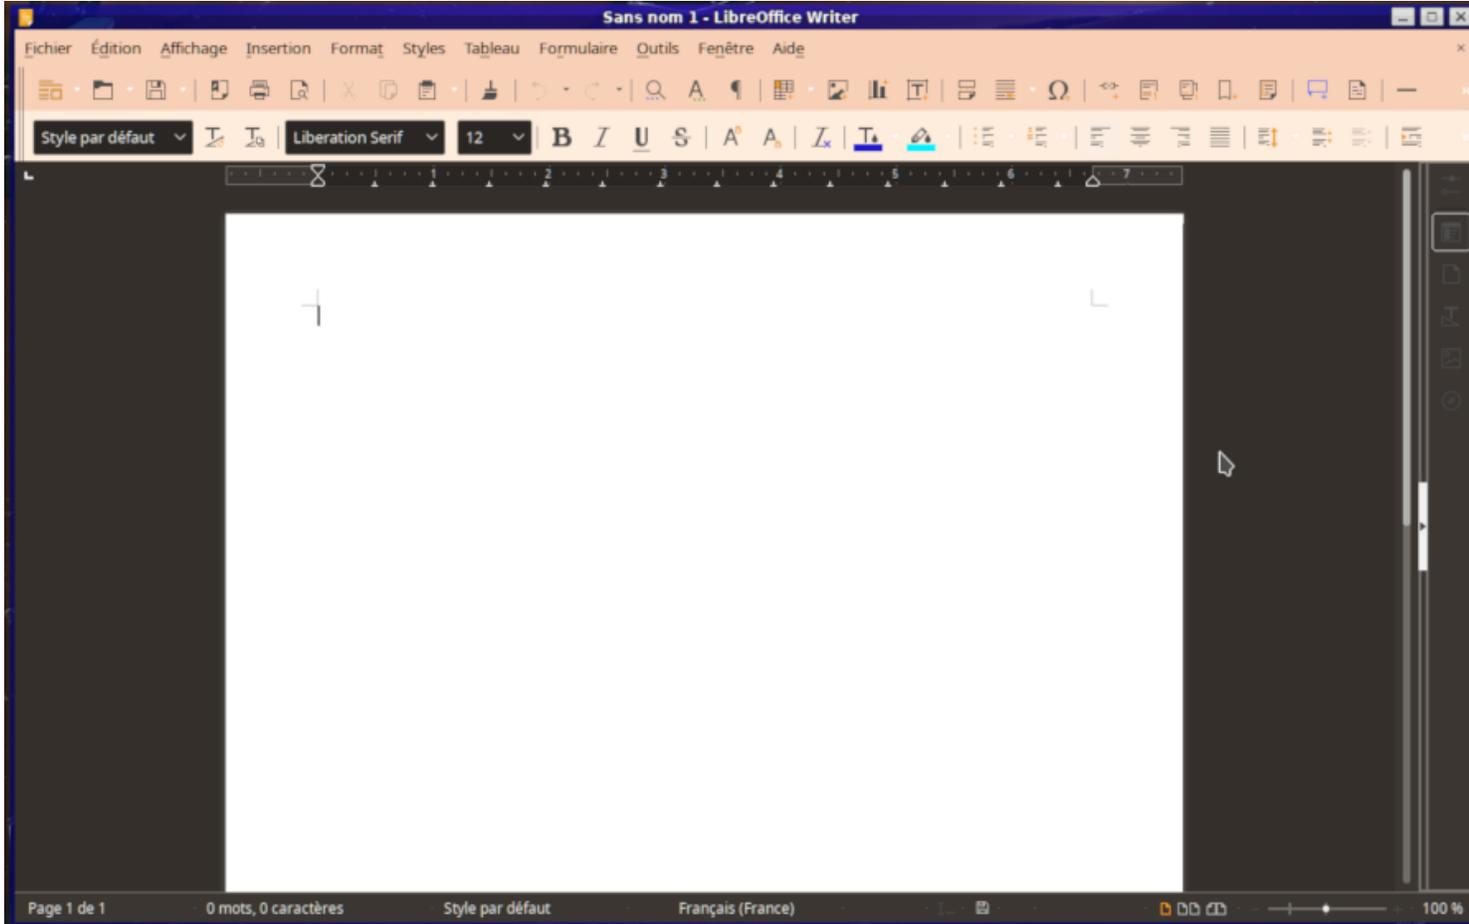 Sans nom 1 - LibreOffice Writer
Fichier Édition Affichage Insertion Format Styles Tableau Formulaire Outils Fenêtre Aide
Style par défaut Liberation Serif 12
1 2 3 4 5 6 7
Page 1 de 1 0 mots, 0 caractères Style par défaut Français (France) 100 %